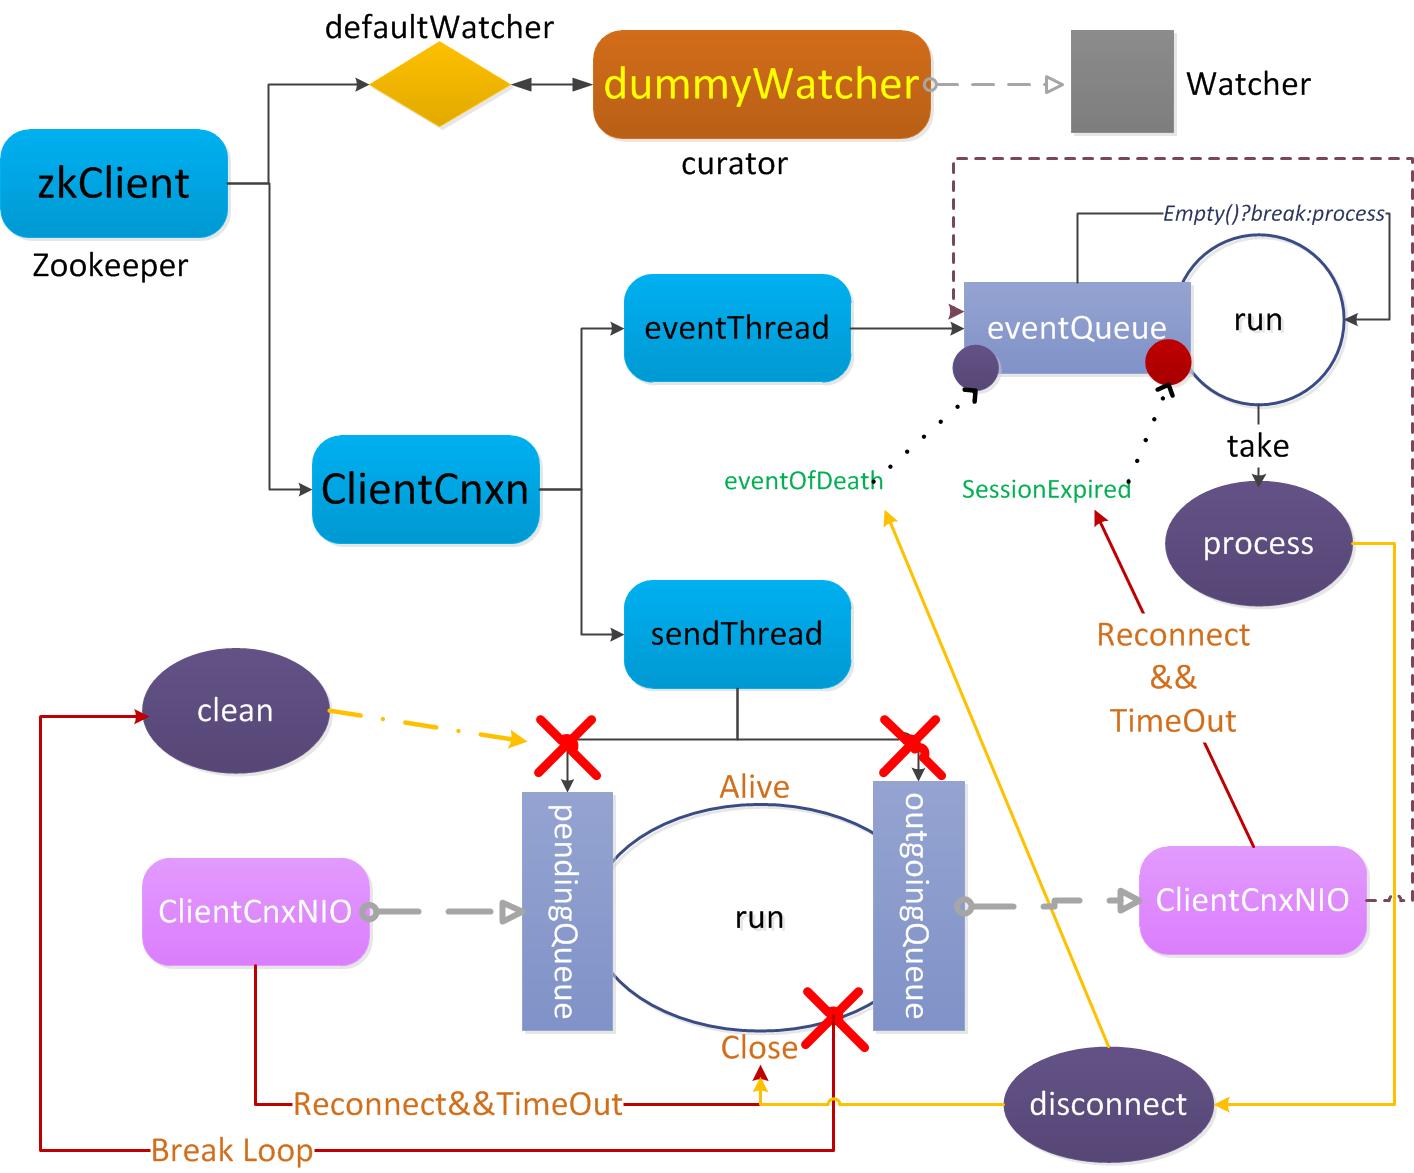 defaultWatcher
dummyWatcher
Watcher
curator
zkClient
Zookeeper
Empty()?break:process
eventThread
eventQueue
run
take
ClientCnxn
eventOfDeath
SessionExpired
process
sendThread
Reconnect
&&
TimeOut
clean
Alive
pendingQueue
outgoingQueue
ClientCnxNIO
run
ClientCnxNIO
Close
Reconnect&&TimeOut
disconnect
Break Loop